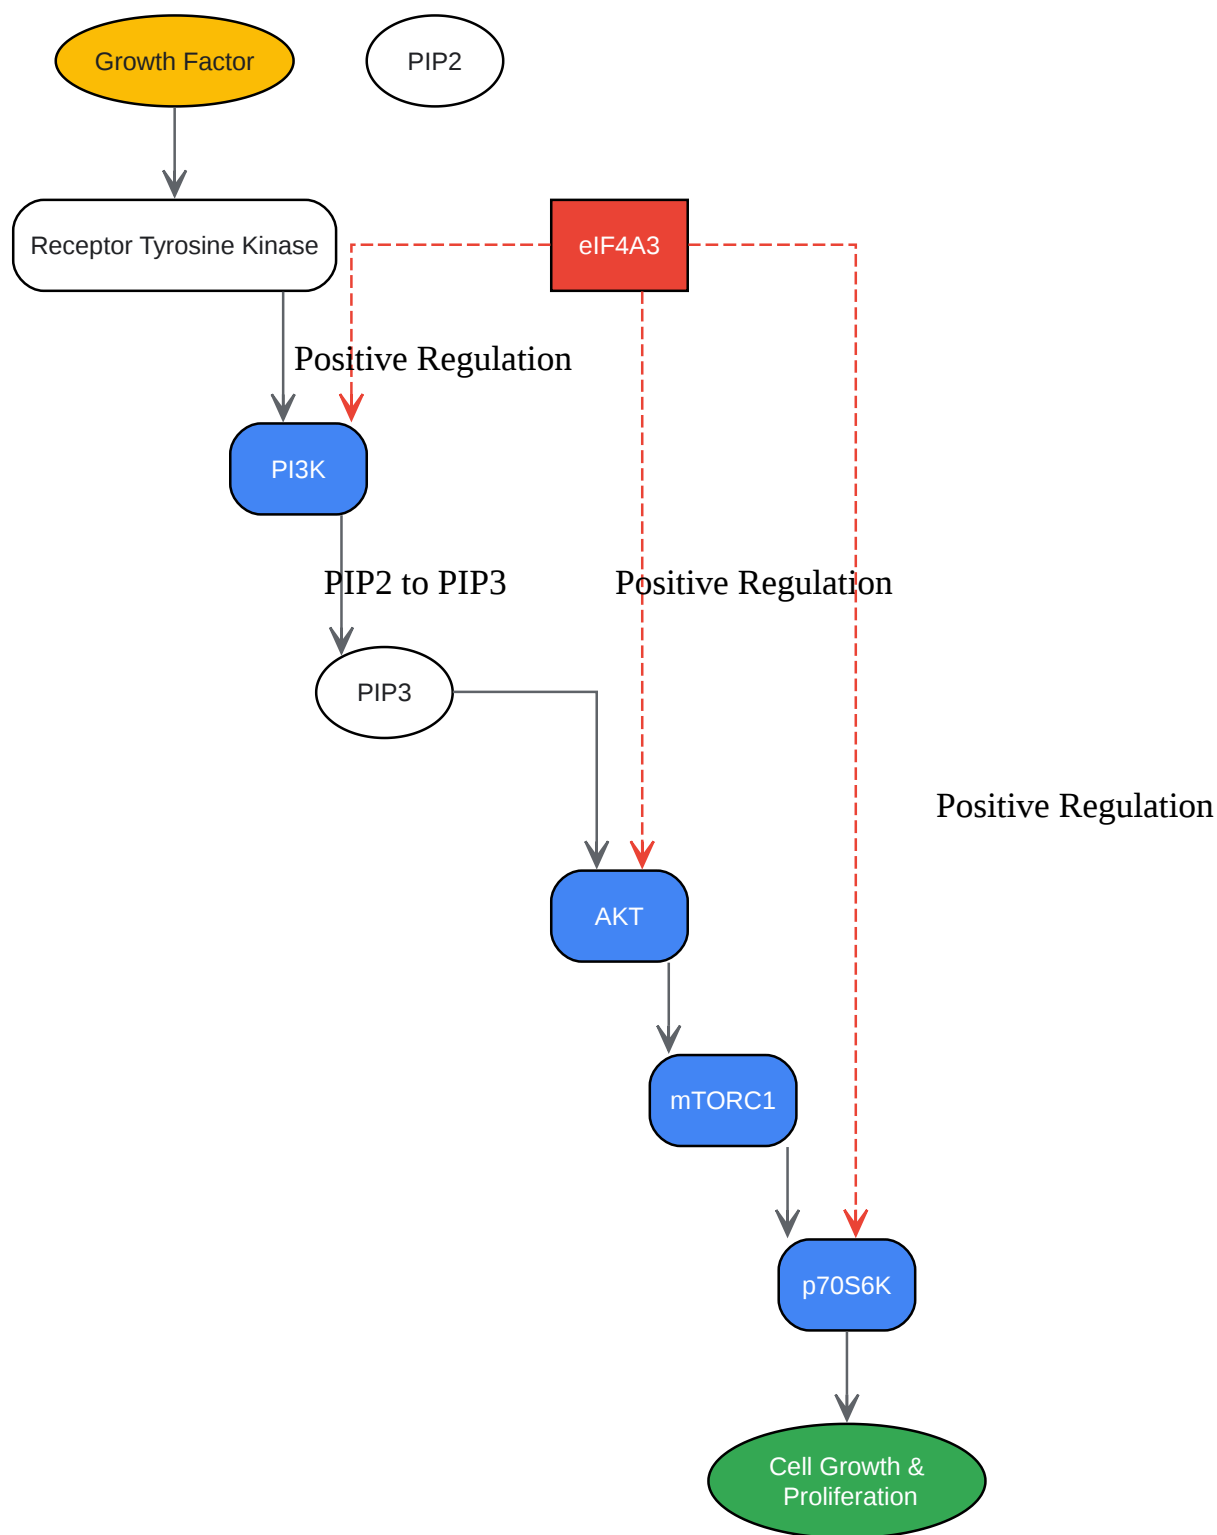 Growth Factor
PIP2
Receptor Tyrosine Kinase
eIF4A3
Positive Regulation
PI3K
PIP2 to PIP3
Positive Regulation
PIP3
Positive Regulation
AKT
mTORC1
p70S6K
Cell Growth &
Proliferation